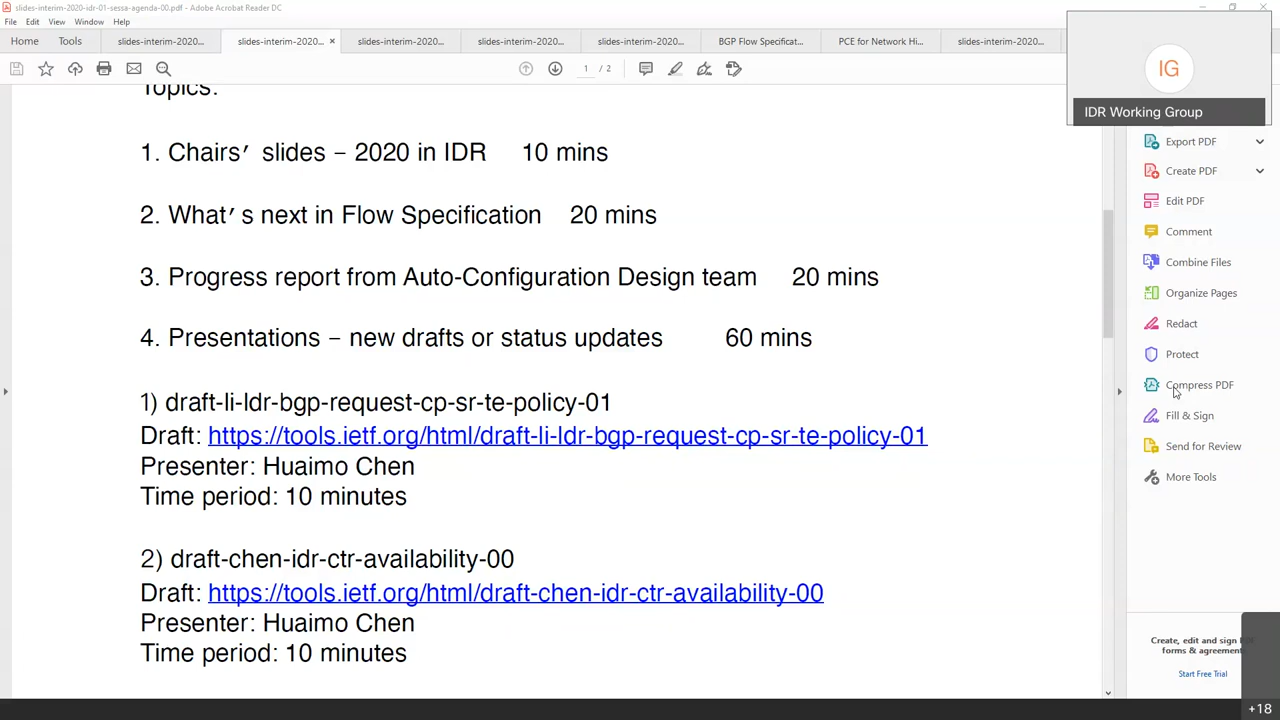 slides-interim-2020-idr-01-sessa-agenda-00.pdf - Adobe Acrobat Reader DC
File Edit View Window Help
Home Tools slides-interim-2020... slides-interim-2020... × slides-interim-2020... slides-interim-2020... slides-interim-2020... BGP Flow Specificat... PCE for Network Hi... slides-interim-2020...
1 / 2
IG
IDR Working Group
Topics:
1. Chairs’ slides – 2020 in IDR 10 mins
2. What’s next in Flow Specification 20 mins
3. Progress report from Auto-Configuration Design team 20 mins
4. Presentations – new drafts or status updates 60 mins
1) draft-li-ldr-bgp-request-cp-sr-te-policy-01
Draft: https://tools.ietf.org/html/draft-li-ldr-bgp-request-cp-sr-te-policy-01
Presenter: Huaimo Chen
Time period: 10 minutes
2) draft-chen-idr-ctr-availability-00
Draft: https://tools.ietf.org/html/draft-chen-idr-ctr-availability-00
Presenter: Huaimo Chen
Time period: 10 minutes
Export PDF
Create PDF
Edit PDF
Comment
Combine Files
Organize Pages
Redact
Protect
Compress PDF
Fill & Sign
Send for Review
More Tools
Create, edit and sign
forms & agreement
Start Free Trial
+18